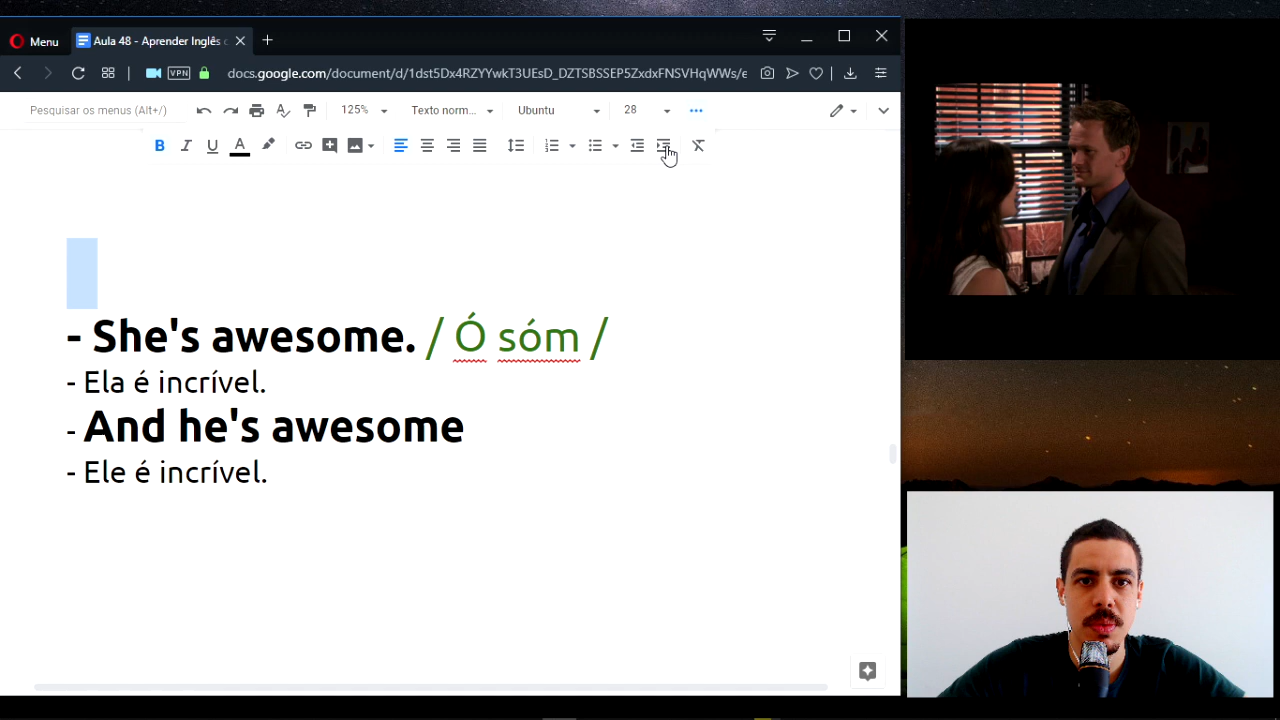 Menu
Aula 48 - Aprender Inglês c
VPN
docs.google.com/document/d/1dst5Dx4RZYYwkT3UEsD_DZTSBSSEP5ZxdxFNSVHqWWs/e
Pesquisar os menus (Alt+/)
125%
Texto norm...
Ubuntu
28
B
I
U
A
- She's awesome. / Ó sóm /
- Ela é incrível.
- And he's awesome
- Ele é incrível.